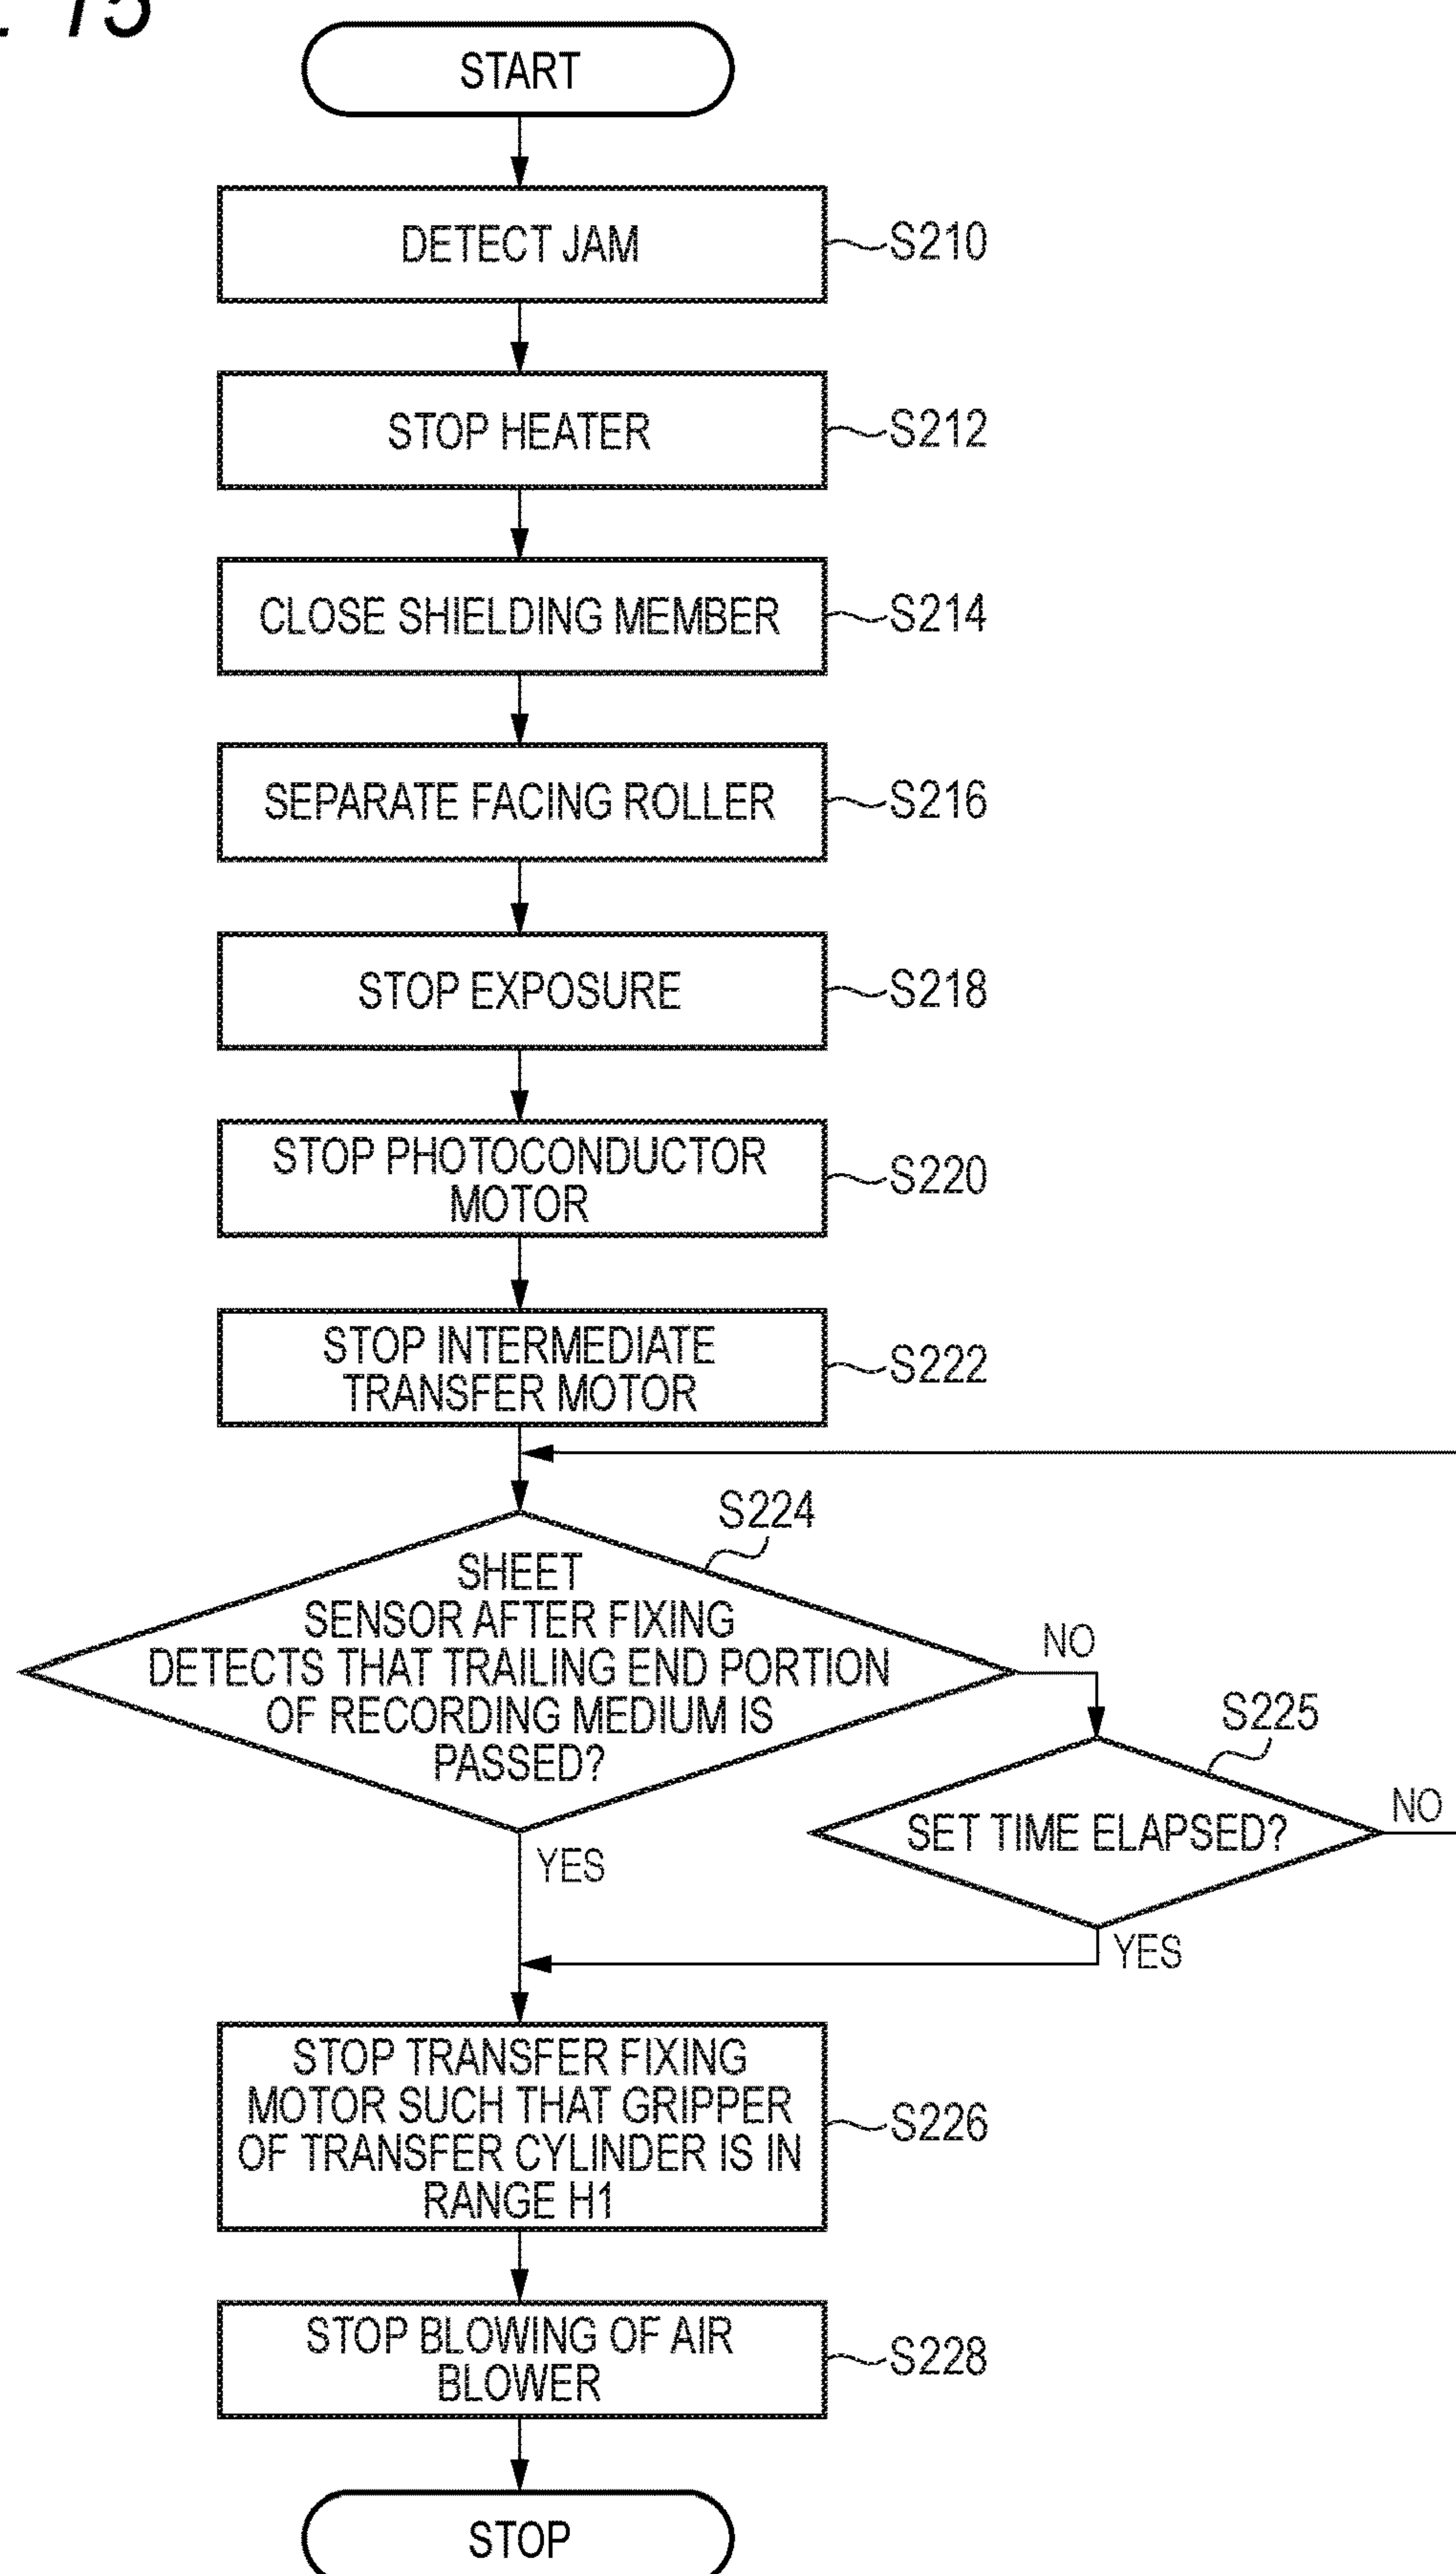 . 15
START
DETECT JAM
S210
STOP HEATER
S212
CLOSE SHIELDING MEMBER
S214
SEPARATE FACING ROLLER
S216
STOP EXPOSURE
S218
STOP PHOTOCONDUCTOR
MOTOR
S220
STOP INTERMEDIATE
TRANSFER MOTOR
S222
S224
SHEET
SENSOR AFTER FIXING
DETECTS THAT TRAILING END PORTION
OF RECORDING MEDIUM IS
PASSED?
NO
S225
SET TIME ELAPSED?
NO
YES
YES
STOP TRANSFER FIXING
MOTOR SUCH THAT GRIPPER
OF TRANSFER CYLINDER IS IN
RANGE H1
S226
STOP BLOWING OF AIR
BLOWER
S228
STOP